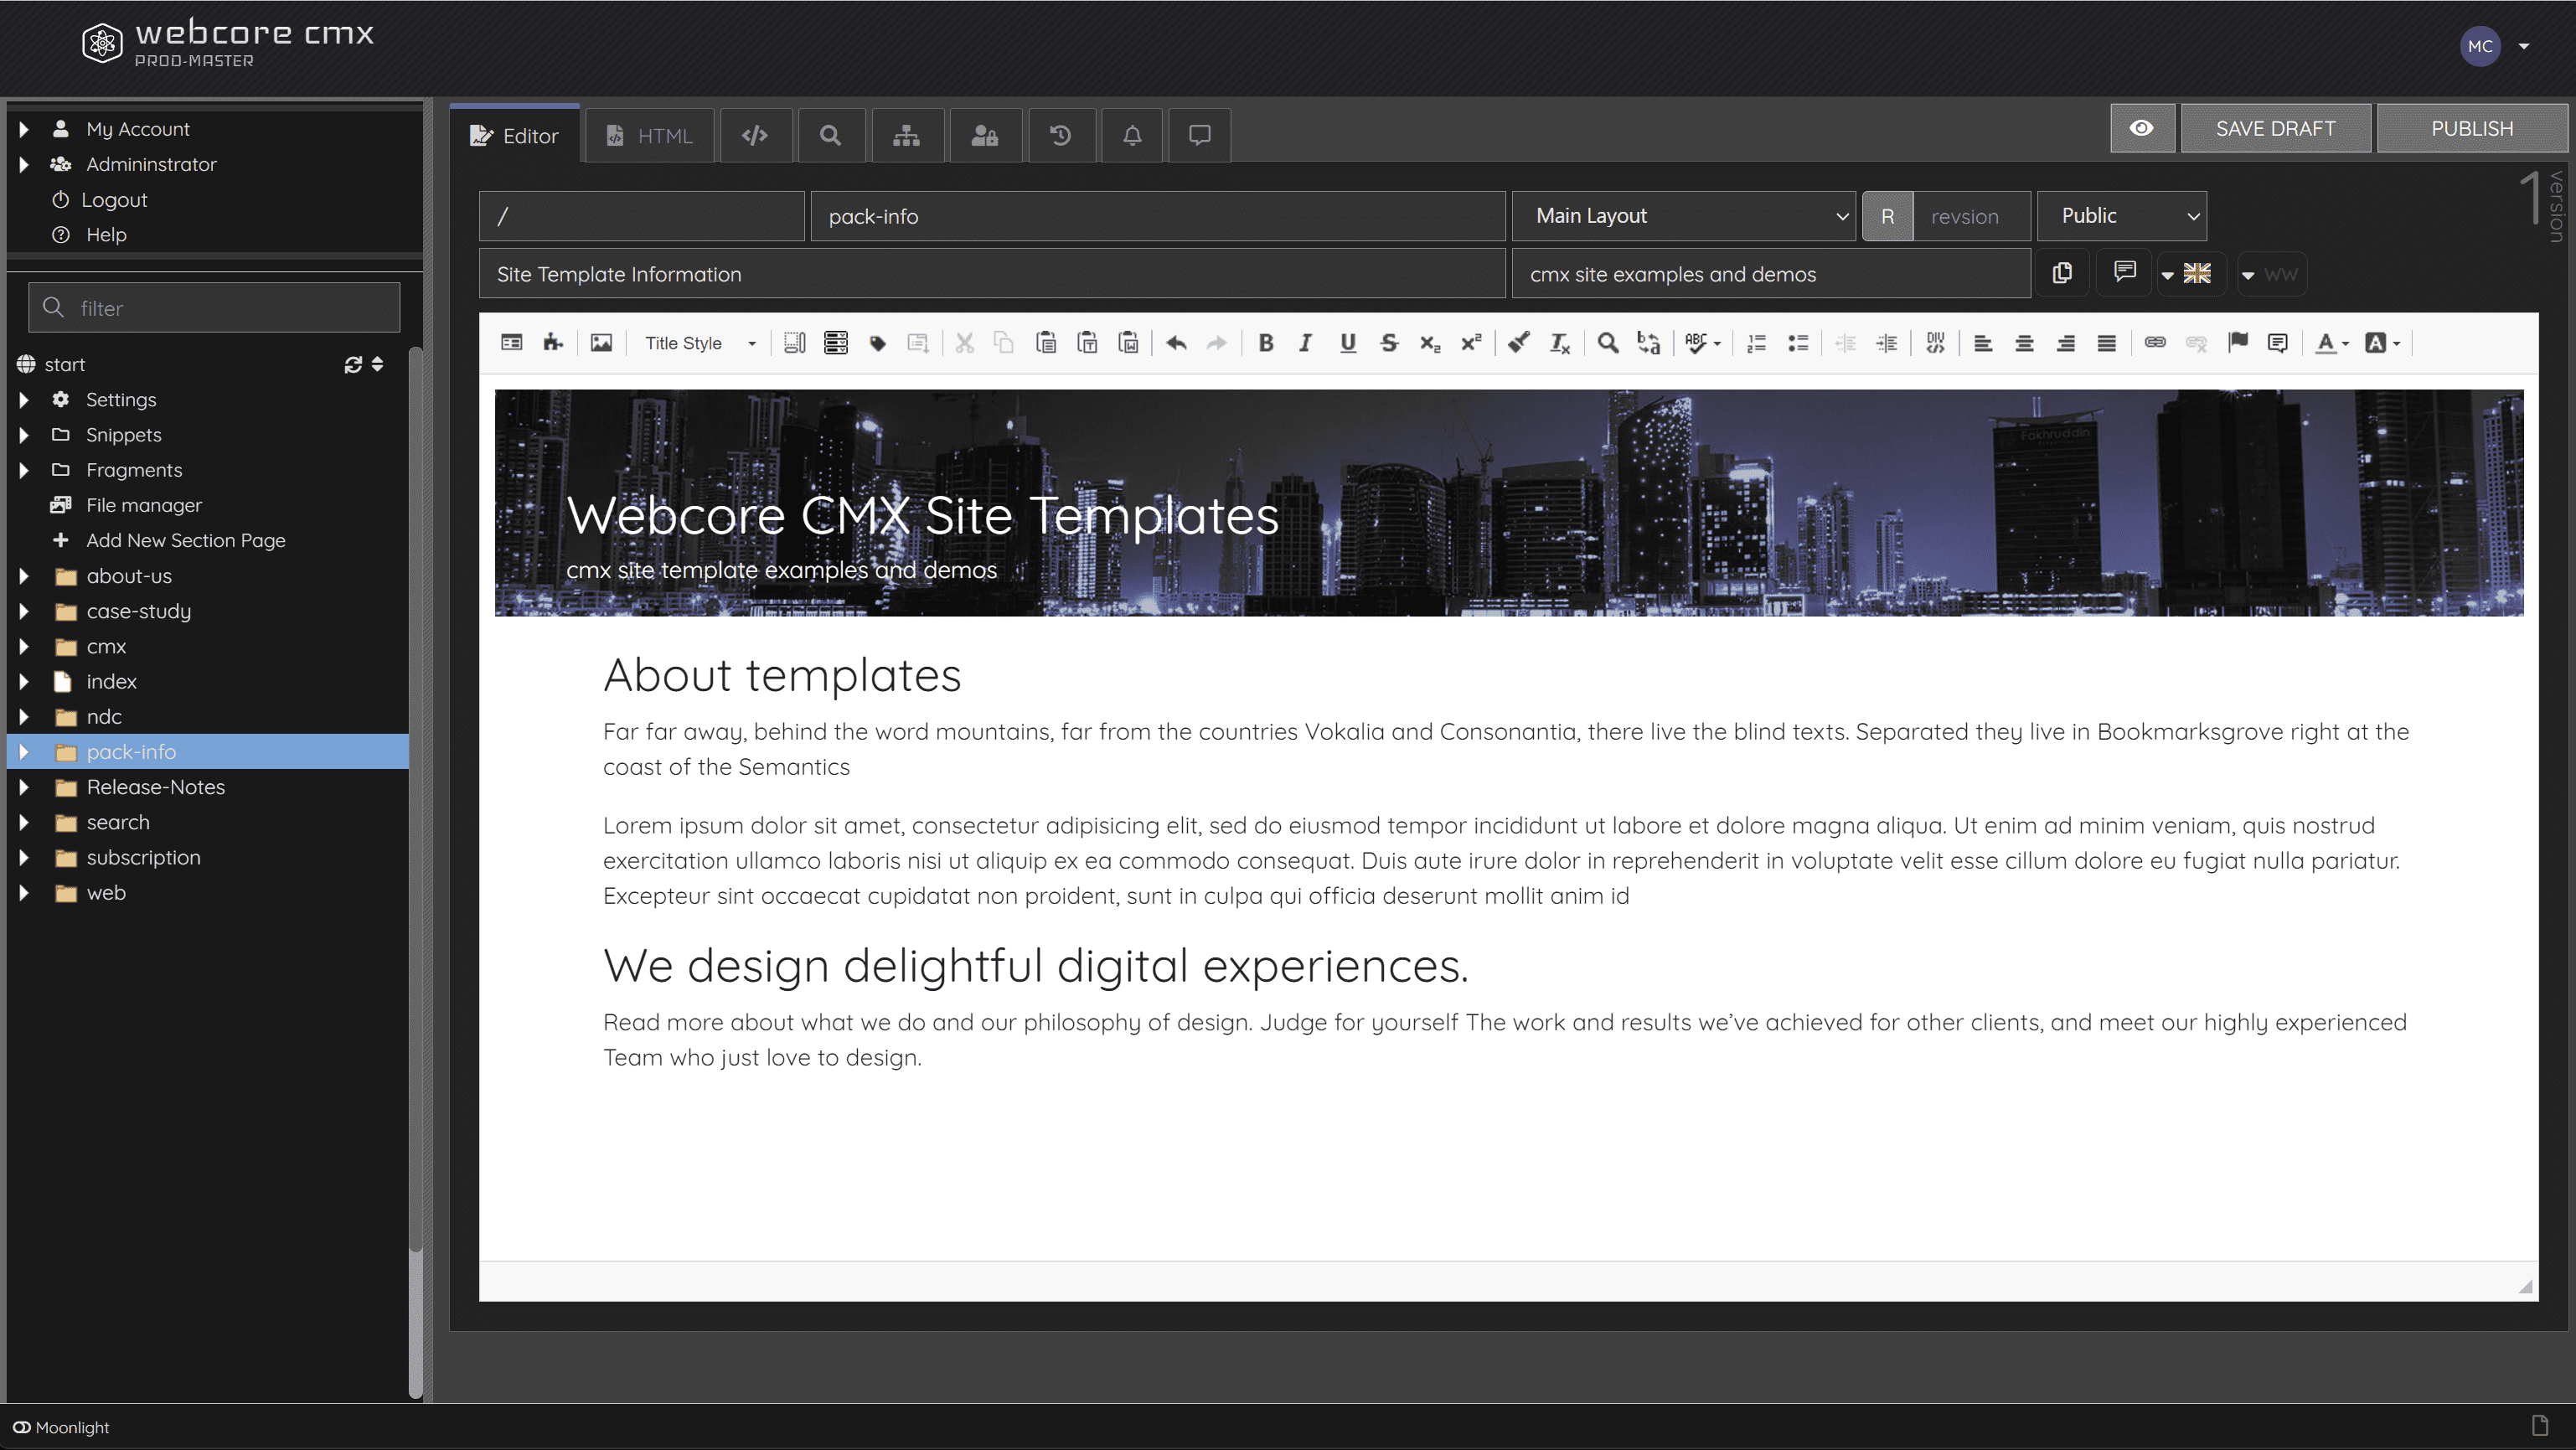 webcore cmx
PROD-MASTER
MC
My Account
Admininstrator
Logout
Help
filter
start
Settings
Snippets
Fragments
File manager
Add New Section Page
about-us
case-study
cmx
index
ndc
pack-info
Release-Notes
search
subscription
web
Editor
HTML
SAVE DRAFT
PUBLISH
/
pack-info
Main Layout
R
revsion
Public
1 version
Site Template Information
cmx site examples and demos
WW
Title Style
Fakhruddin
Webcore CMX Site Templates
cmx site template examples and demos
About templates
Far far away, behind the word mountains, far from the countries Vokalia and Consonantia, there live the blind texts. Separated they live in Bookmarksgrove right at the
coast of the Semantics
Lorem ipsum dolor sit amet, consectetur adipisicing elit, sed do eiusmod tempor incididunt ut labore et dolore magna aliqua. Ut enim ad minim veniam, quis nostrud
exercitation ullamco laboris nisi ut aliquip ex ea commodo consequat. Duis aute irure dolor in reprehenderit in voluptate velit esse cillum dolore eu fugiat nulla pariatur.
Excepteur sint occaecat cupidatat non proident, sunt in culpa qui officia deserunt mollit anim id
We design delightful digital experiences.
Read more about what we do and our philosophy of design. Judge for yourself The work and results we’ve achieved for other clients, and meet our highly experienced
Team who just love to design.
Moonlight